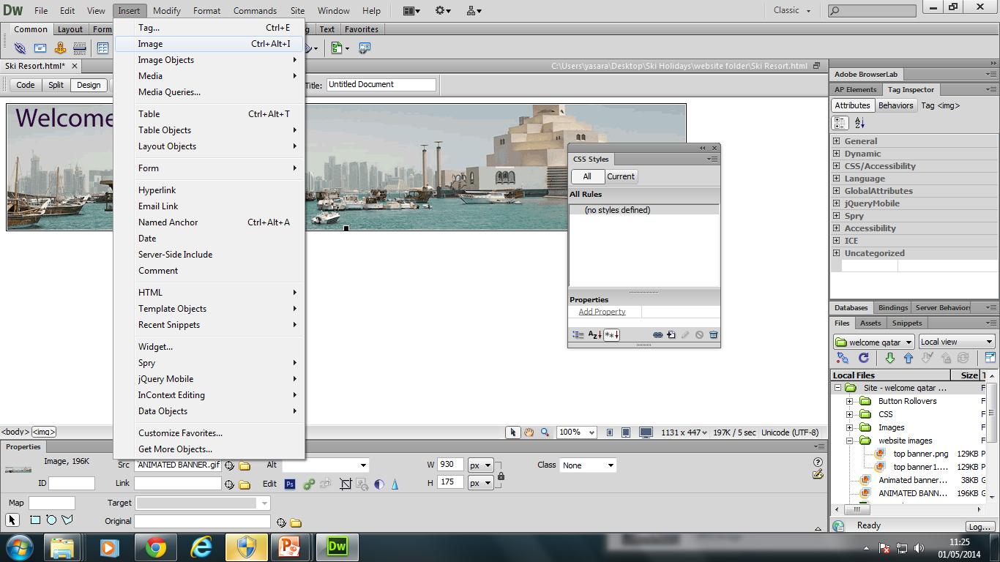 Dw File Edit View Insert Modify Format Commands Site Window Help Classic
Common Layout Form Text Favorites
Ski Resort.html* C:\Users\yasara\Desktop\Ski Holidays\website folder\Ski Resort.html
Code Split Design Title: Untitled Document
Welcome
Tag... Ctrl+E
Image Ctrl+Alt+I
Image Objects
Media
Media Queries...
Table Ctrl+Alt+T
Table Objects
Layout Objects
Form
Hyperlink
Email Link
Named Anchor Ctrl+Alt+A
Date
Server-Side Include
Comment
HTML
Template Objects
Recent Snippets
Widget...
Spry
jQuery Mobile
InContext Editing
Data Objects
Customize Favorites...
Get More Objects...
CSS Styles
All Current
All Rules
(no styles defined)
Properties
Add Property
Adobe BrowserLab
AP Elements Tag Inspector
Attributes Behaviors Tag <img>
General
Dynamic
CSS/Accessibility
Language
GlobalAttributes
jQueryMobile
Spry
Accessibility
ICE
Uncategorized
Databases Bindings Server Behaviors
Files Assets Snippets
welcome qatar Local view
Local Files Size T
Site - welcome qatar ... F
Button Rollovers F
CSS F
Images F
website images F
top banner.png 129KB P
top banner1.... 129KB P
Animated banner... 38KB G
ANIMATED BANN... 196KB G
Ready Log...
<body> <img> 100% 1131 x 447 197K / 5 sec Unicode (UTF-8)
Properties
Image, 196K Src ANIMATED BANNER.gif Alt W 930 px Class None
ID Link Edit Ps H 175 px
Map Target
Original
Dw
11:25
01/05/2014